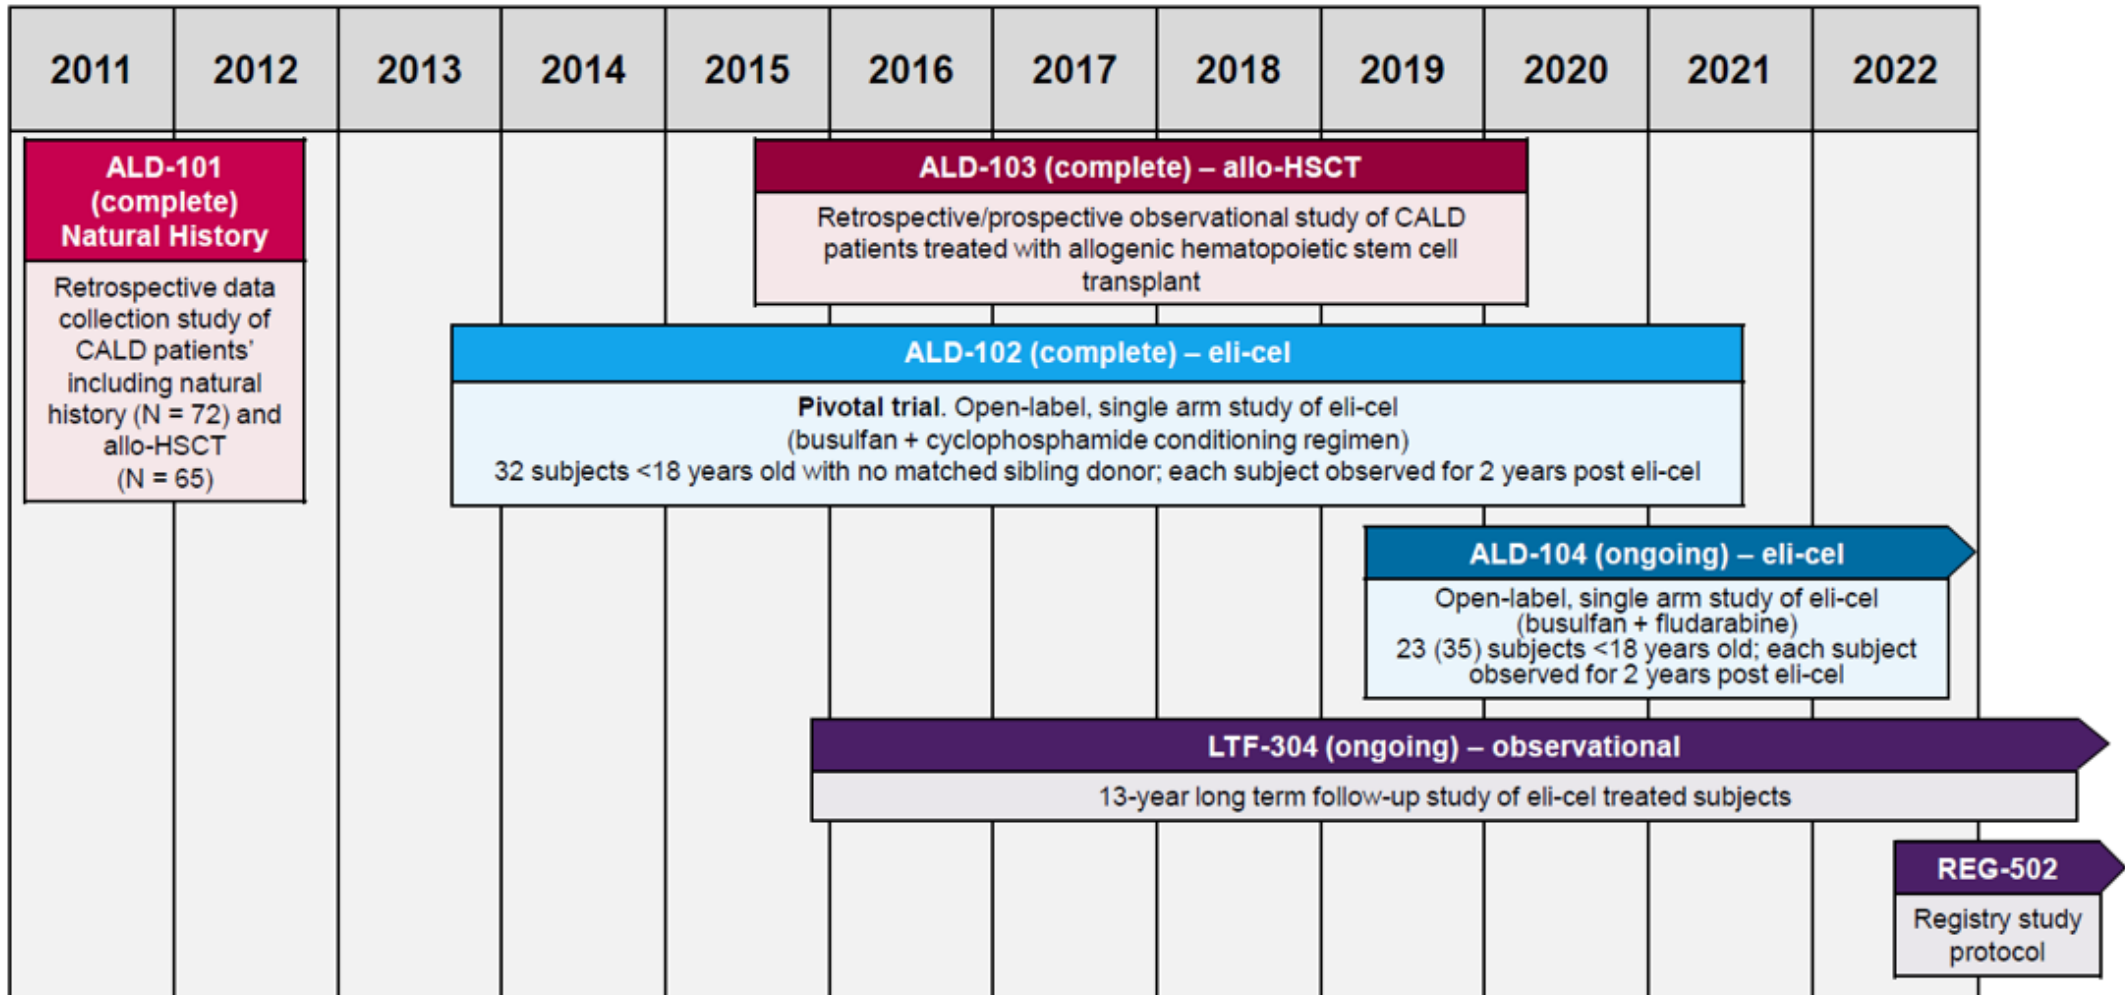 2011 2012 2013 2014 2015 2016 2017 2018 2019 2020 2021 2022
ALD-101
(complete)
Natural History
Retrospective data
collection study of
CALD patients’
including natural
history (N = 72) and
allo-HSCT
(N = 65)
ALD-103 (complete) – allo-HSCT
Retrospective/prospective observational study of CALD
patients treated with allogenic hematopoietic stem cell
transplant
ALD-102 (complete) – eli-cel
Pivotal trial. Open-label, single arm study of eli-cel
(busulfan + cyclophosphamide conditioning regimen)
32 subjects <18 years old with no matched sibling donor; each subject observed for 2 years post eli-cel
ALD-104 (ongoing) – eli-cel
Open-label, single arm study of eli-cel
(busulfan + fludarabine)
23 (35) subjects <18 years old; each subject
observed for 2 years post eli-cel
LTF-304 (ongoing) – observational
13-year long term follow-up study of eli-cel treated subjects
REG-502
Registry study
protocol